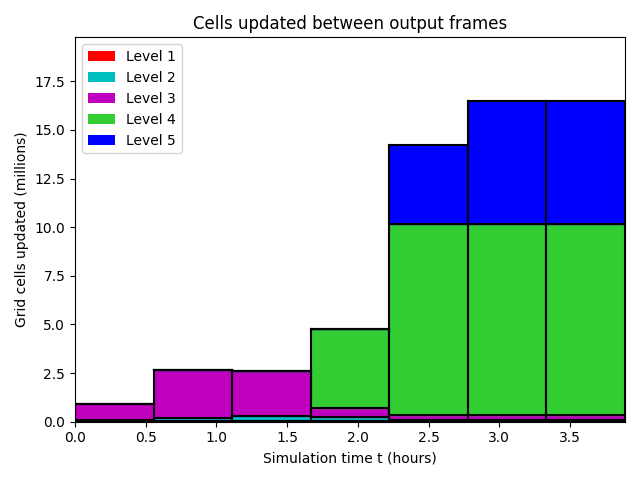 Cells updated between output frames
Level 1
Level 2
Level 3
Level 4
Level 5
Grid cells updated (millions)
17.5
15.0
12.5
10.0
7.5
5.0
2.5
0.0
0.0 0.5 1.0 1.5 2.0 2.5 3.0 3.5
Simulation time t (hours)